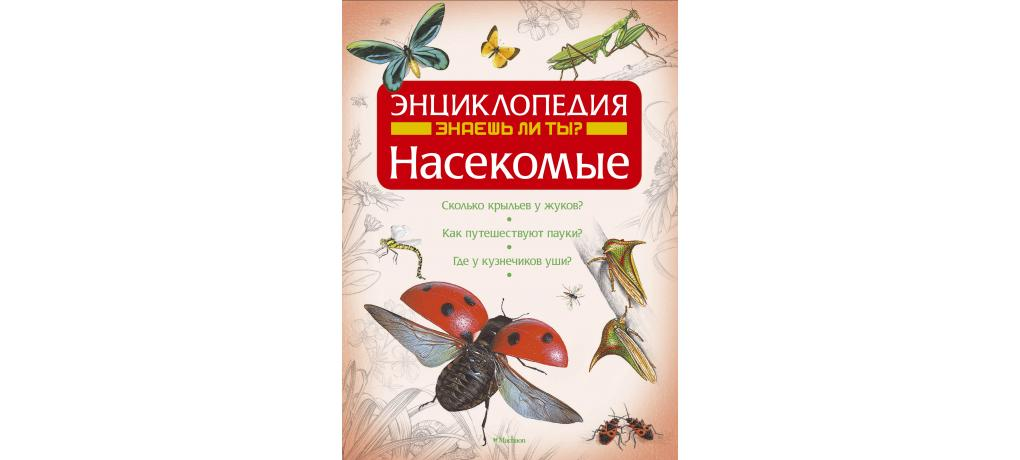 ЭНЦИКЛОПЕДИЯ
ЗНАЕШЬ ЛИ ТЫ?
Насекомые
Сколько крыльев у жуков?
Как путешествуют пауки?
Где у кузнечиков уши?
Machaon